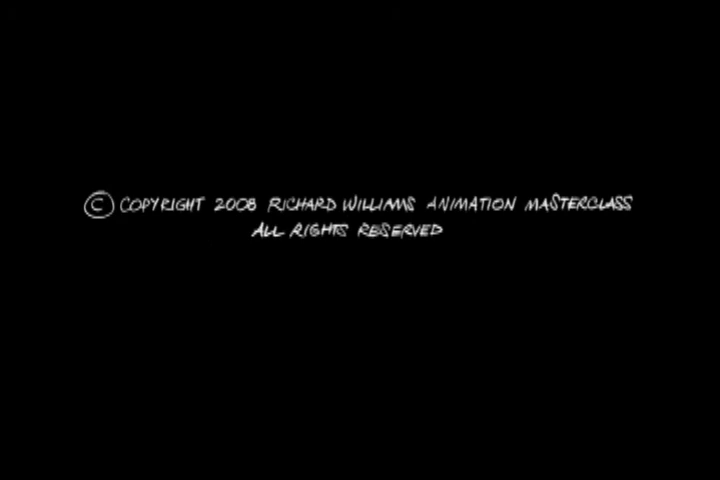 © COPYRIGHT 2008 RICHARD WILLIAMS ANIMATION MASTERCLASS
ALL RIGHTS RESERVED